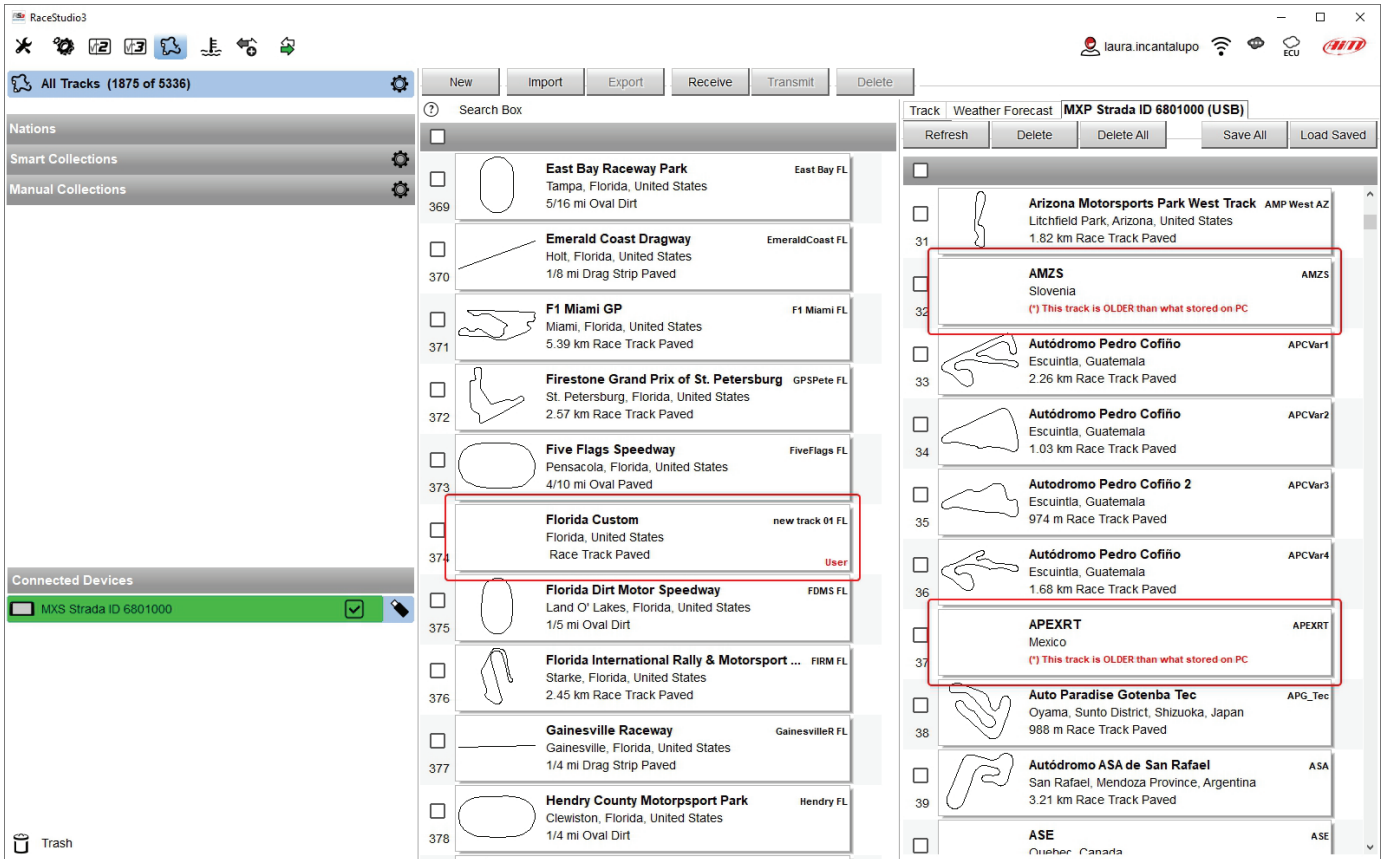 RaceStudio3
laura.incantalupo
ECU
AiM
All Tracks (1875 of 5336)
Nations
Smart Collections
Manual Collections
Connected Devices
MXS Strada ID 6801000
Trash
New
Import
Export
Receive
Transmit
Delete
? Search Box
369
East Bay Raceway Park
East Bay FL
Tampa, Florida, United States
5/16 mi Oval Dirt
370
Emerald Coast Dragway
EmeraldCoast FL
Holt, Florida, United States
1/8 mi Drag Strip Paved
371
F1 Miami GP
F1 Miami FL
Miami, Florida, United States
5.39 km Race Track Paved
372
Firestone Grand Prix of St. Petersburg
GPSPete FL
St. Petersburg, Florida, United States
2.57 km Race Track Paved
373
Five Flags Speedway
FiveFlags FL
Pensacola, Florida, United States
4/10 mi Oval Paved
374
Florida Custom
new track 01 FL
Florida, United States
Race Track Paved
User
375
Florida Dirt Motor Speedway
FDMS FL
Land O' Lakes, Florida, United States
1/5 mi Oval Dirt
376
Florida International Rally & Motorsport ...
FIRM FL
Starke, Florida, United States
2.45 km Race Track Paved
377
Gainesville Raceway
GainesvilleR FL
Gainesville, Florida, United States
1/4 mi Drag Strip Paved
378
Hendry County Motorpsport Park
Hendry FL
Clewiston, Florida, United States
1/4 mi Oval Dirt
Track
Weather Forecast
MXP Strada ID 6801000 (USB)
Refresh
Delete
Delete All
Save All
Load Saved
31
Arizona Motorsports Park West Track
AMP West AZ
Litchfield Park, Arizona, United States
1.82 km Race Track Paved
32
AMZS
AMZS
Slovenia
(*) This track is OLDER than what stored on PC
33
Autódromo Pedro Cofiño
APCVar1
Escuintla, Guatemala
2.26 km Race Track Paved
34
Autódromo Pedro Cofiño
APCVar2
Escuintla, Guatemala
1.03 km Race Track Paved
35
Autodromo Pedro Cofiño 2
APCVar3
Escuintla, Guatemala
974 m Race Track Paved
36
Autódromo Pedro Cofiño
APCVar4
Escuintla, Guatemala
1.68 km Race Track Paved
37
APEXRT
APEXRT
Mexico
(*) This track is OLDER than what stored on PC
38
Auto Paradise Gotenba Tec
APG_Tec
Oyama, Sunto District, Shizuoka, Japan
988 m Race Track Paved
39
Autódromo ASA de San Rafael
ASA
San Rafael, Mendoza Province, Argentina
3.21 km Race Track Paved
ASE
ASE
Quebec, Canada